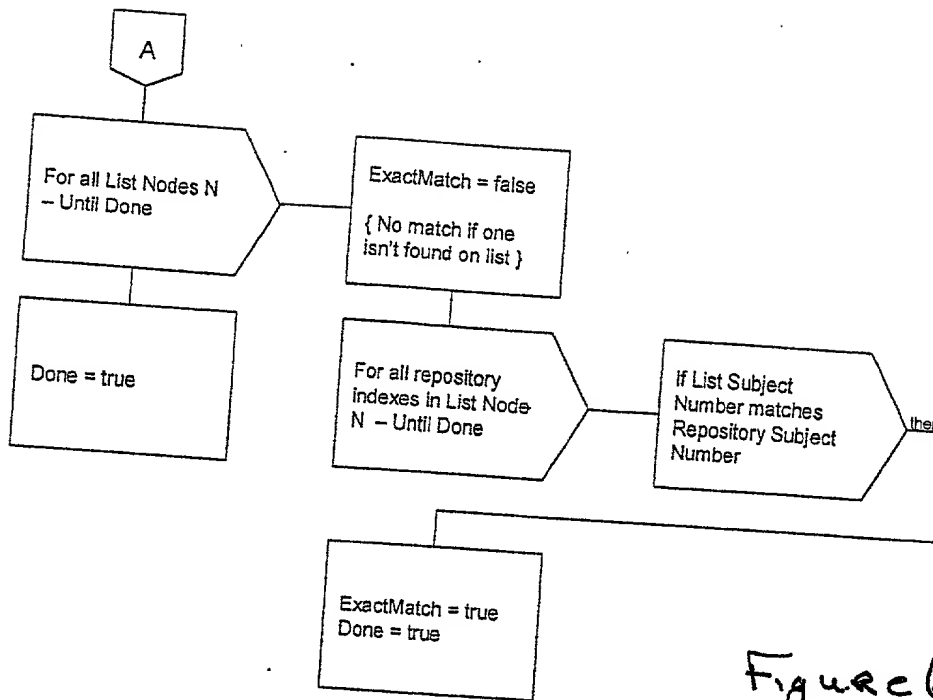 A
For all List Nodes N
– Until Done
ExactMatch = false
{ No match if one
isn't found on list }
Done = true
For all repository
indexes in List Node
N – Until Done
If List Subject
Number matches
Repository Subject
Number
ExactMatch = true
Done = true
Figure